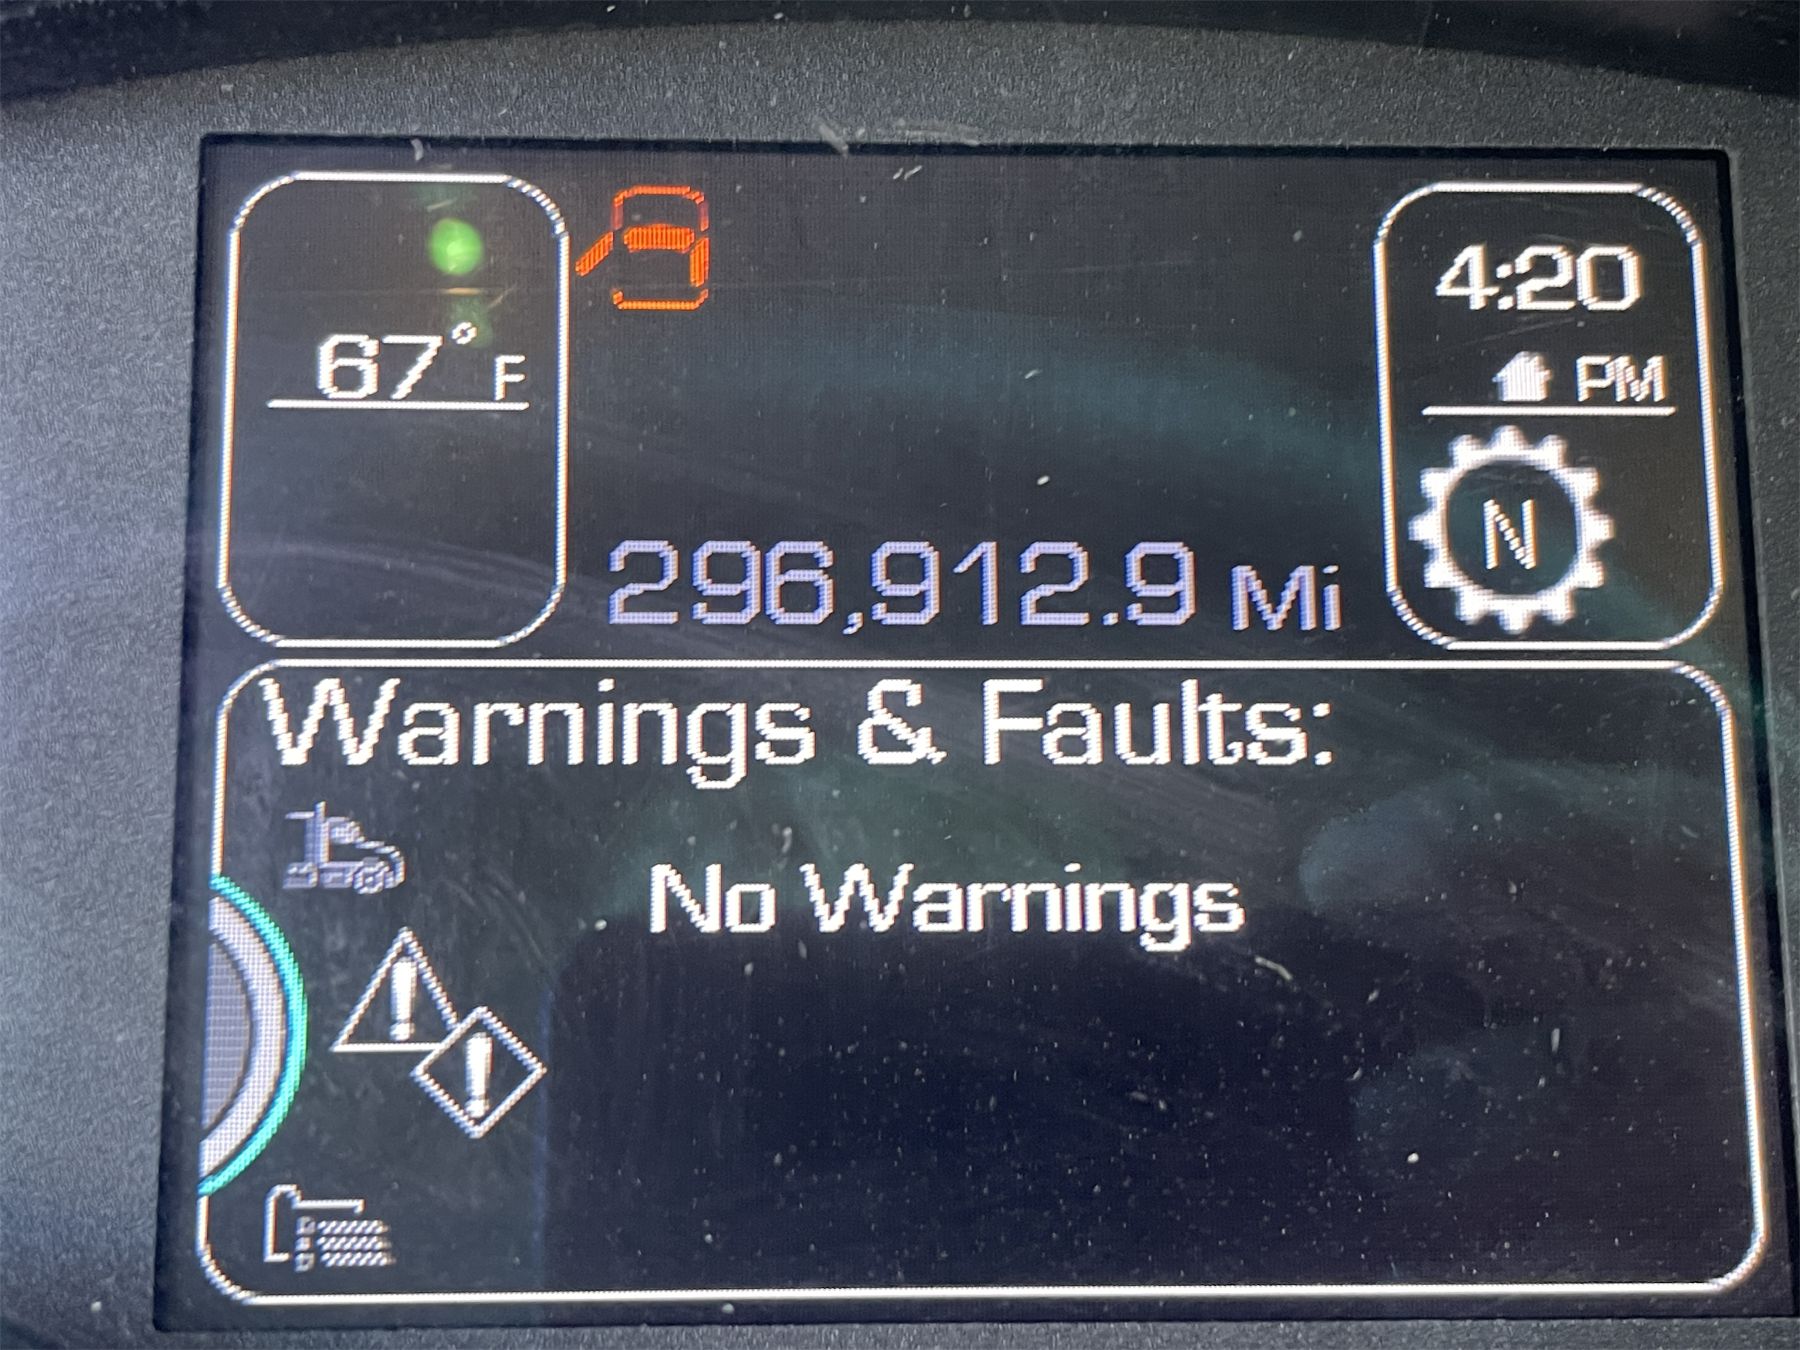 67°F
4:20
PM
N
296,912.9 Mi
Warnings & Faults:
No Warnings